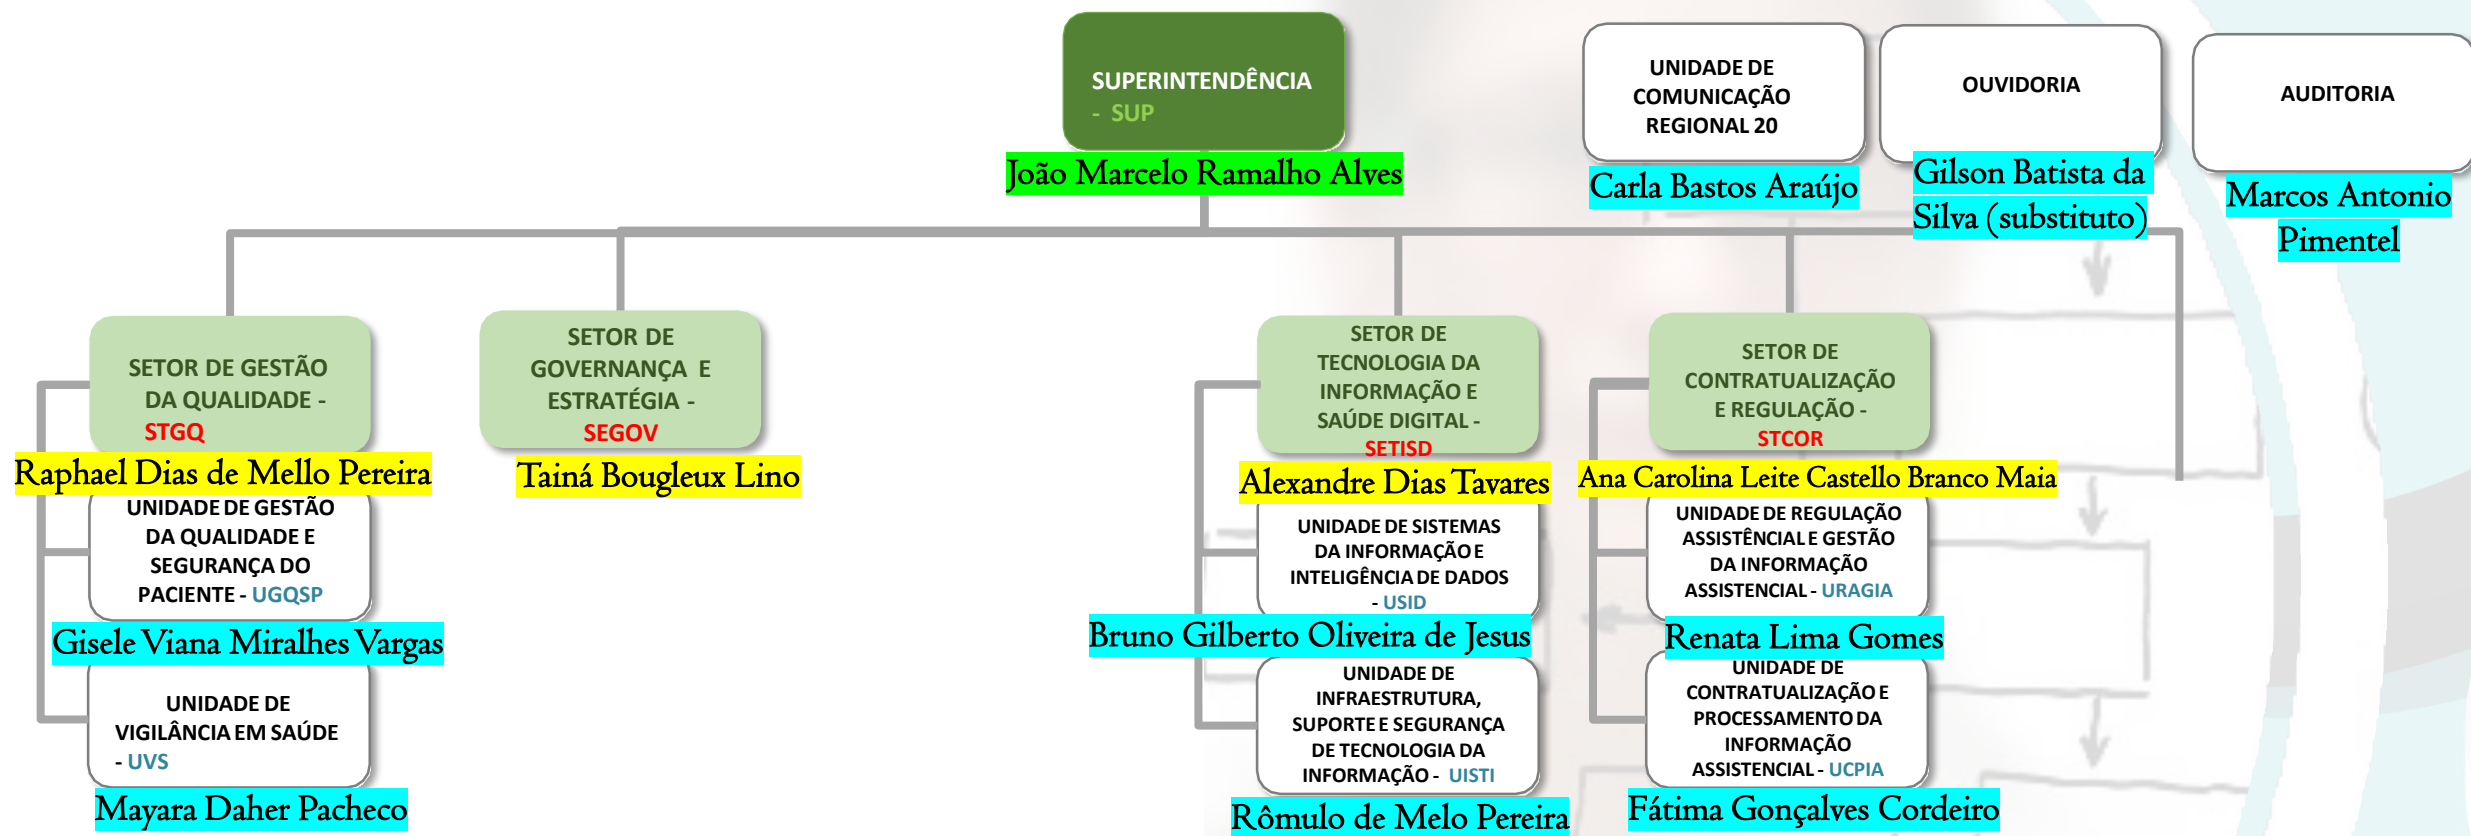 SUPERINTENDÊNCIA
- SUP
João Marcelo Ramalho Alves
UNIDADE DE
COMUNICAÇÃO
REGIONAL 20
Carla Bastos Araújo
OUVIDORIA
Gilson Batista da
Silva (substituto)
AUDITORIA
Marcos Antonio
Pimentel
SETOR DE GESTÃO
DA QUALIDADE -
STGQ
Raphael Dias de Mello Pereira
UNIDADE DE GESTÃO
DA QUALIDADE E
SEGURANÇA DO
PACIENTE - UGQSP
Gisele Viana Miralhes Vargas
UNIDADE DE
VIGILÂNCIA EM SAÚDE
- UVS
Mayara Daher Pacheco
SETOR DE
GOVERNANÇA E
ESTRATÉGIA -
SEGOV
Tainá Bougleux Lino
SETOR DE
TECNOLOGIA DA
INFORMAÇÃO E
SAÚDE DIGITAL -
SETISD
Alexandre Dias Tavares
UNIDADE DE SISTEMAS
DA INFORMAÇÃO E
INTELIGÊNCIA DE DADOS
- USID
Bruno Gilberto Oliveira de Jesus
UNIDADE DE
INFRAESTRUTURA,
SUPORTE E SEGURANÇA
DE TECNOLOGIA DA
INFORMAÇÃO - UISTI
Rômulo de Melo Pereira
SETOR DE
CONTRATUALIZAÇÃO
E REGULAÇÃO -
STCOR
Ana Carolina Leite Castello Branco Maia
UNIDADE DE REGULAÇÃO
ASSISTÊNCIAL E GESTÃO
DA INFORMAÇÃO
ASSISTENCIAL - URAGIA
Renata Lima Gomes
UNIDADE DE
CONTRATUALIZAÇÃO E
PROCESSAMENTO DA
INFORMAÇÃO
ASSISTENCIAL - UCPIA
Fátima Gonçalves Cordeiro